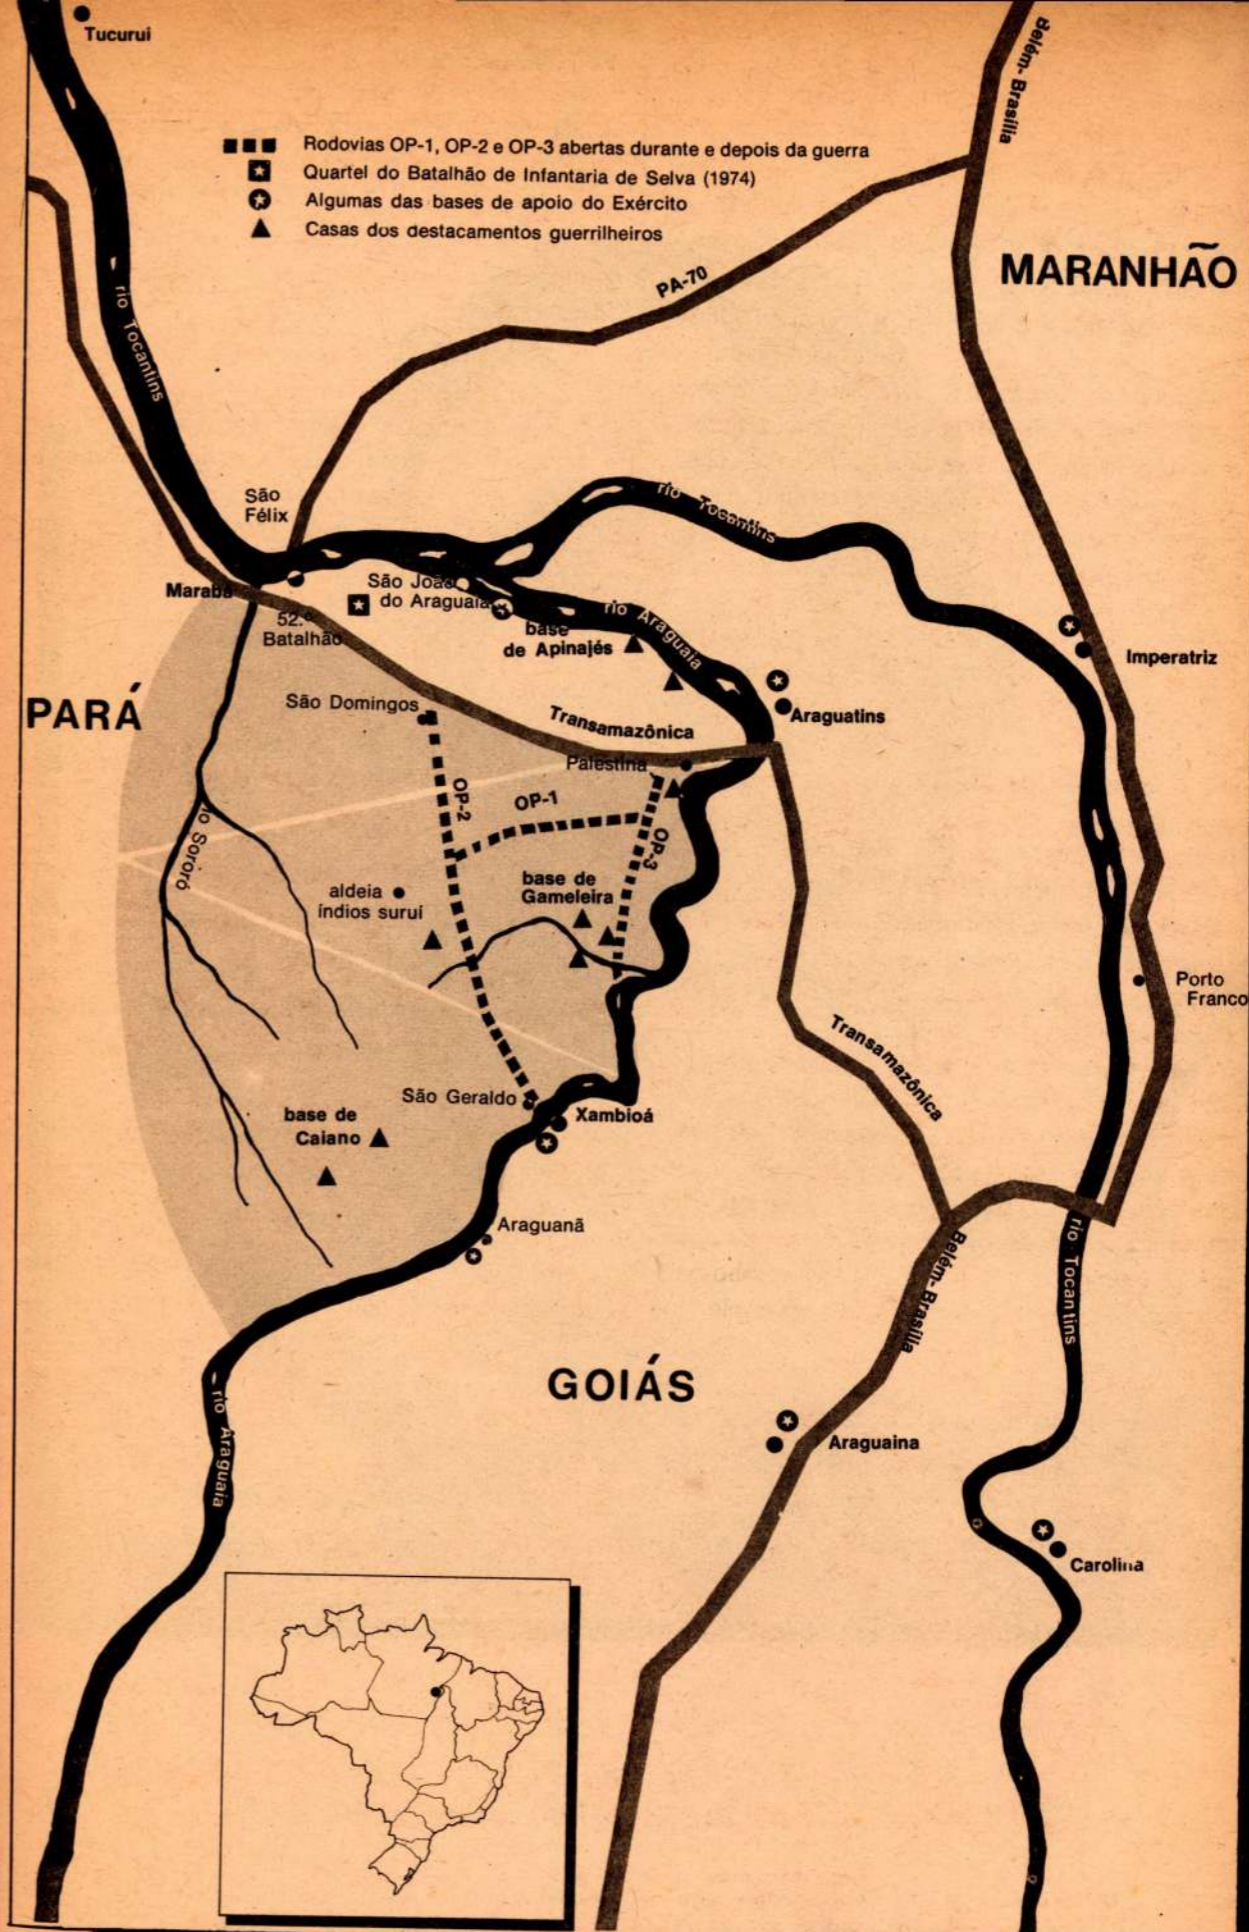 Tucurui
Belém-Brasília
Rodovias OP-1, OP-2 e OP-3 abertas durante e depois da guerra
Quartel do Batalhão de Infantaria de Selva (1974)
Algumas das bases de apoio do Exército
Casas dos destacamentos guerrilheiros
MARANHÃO
PA-70
rio Tocantins
São
Félix
rio Tocantins
Marabá
São João
do Araguaia
52.º
Batalhão
base
de Apinajés
rio Araguaia
Imperatriz
PARÁ
São Domingos
Transamazônica
Araguatins
Palestina
OP-2
OP-1
OP-3
rio Sororó
aldeia
índios suruí
base de
Gameleira
Porto
Franco
Transamazônica
São Geraldo
Xambioá
base de
Caiano
Araguanã
Belém-Brasília
rio Tocantins
GOIÁS
rio Araguaia
Araguaina
Carolina